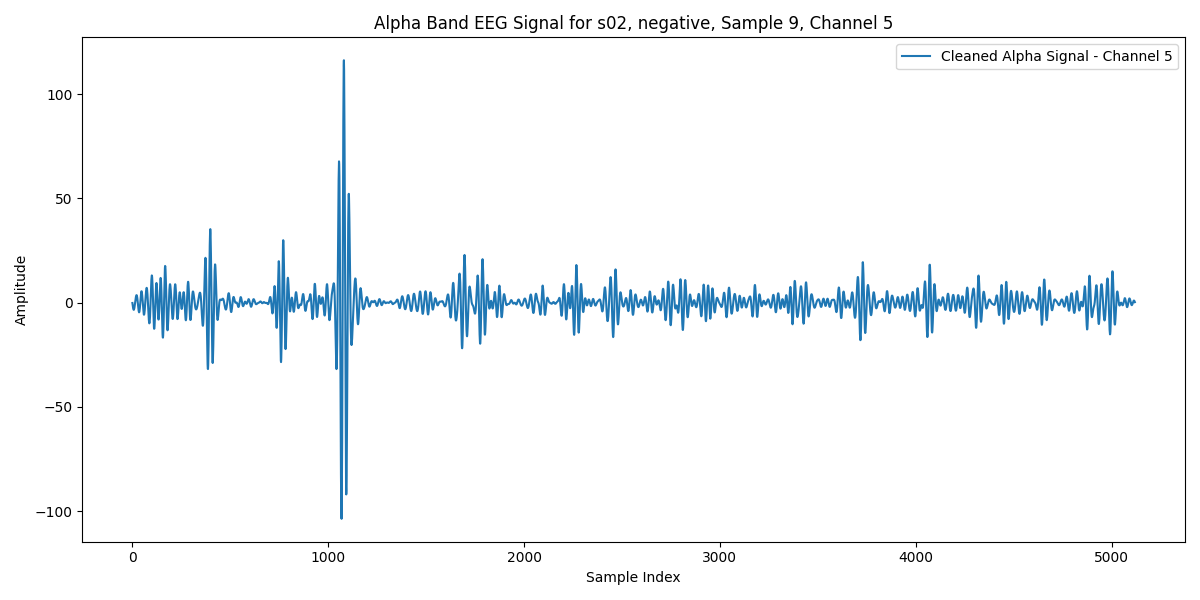 Alpha Band EEG Signal for s02, negative, Sample 9, Channel 5
Cleaned Alpha Signal - Channel 5
100
50
0
−50
−100
Amplitude
0 1000 2000 3000 4000 5000
Sample Index